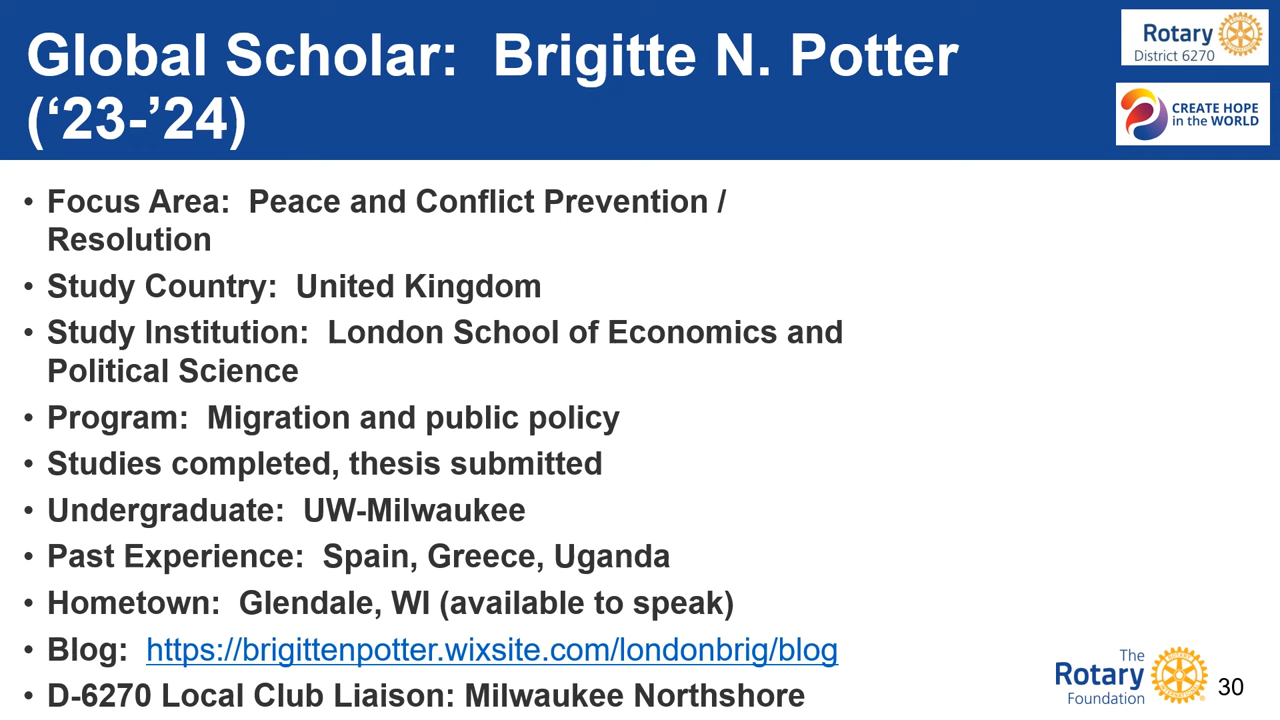 Global Scholar:  Brigitte N. Potter
(‘23-’24)
Rotary
District 6270
CREATE HOPE
in the WORLD
• Focus Area:  Peace and Conflict Prevention /
Resolution
• Study Country:  United Kingdom
• Study Institution:  London School of Economics and
Political Science
• Program:  Migration and public policy
• Studies completed, thesis submitted
• Undergraduate:  UW-Milwaukee
• Past Experience:  Spain, Greece, Uganda
• Hometown:  Glendale, WI (available to speak)
• Blog:  https://brigittenpotter.wixsite.com/londonbrig/blog
• D-6270 Local Club Liaison: Milwaukee Northshore
The
Rotary
Foundation
30